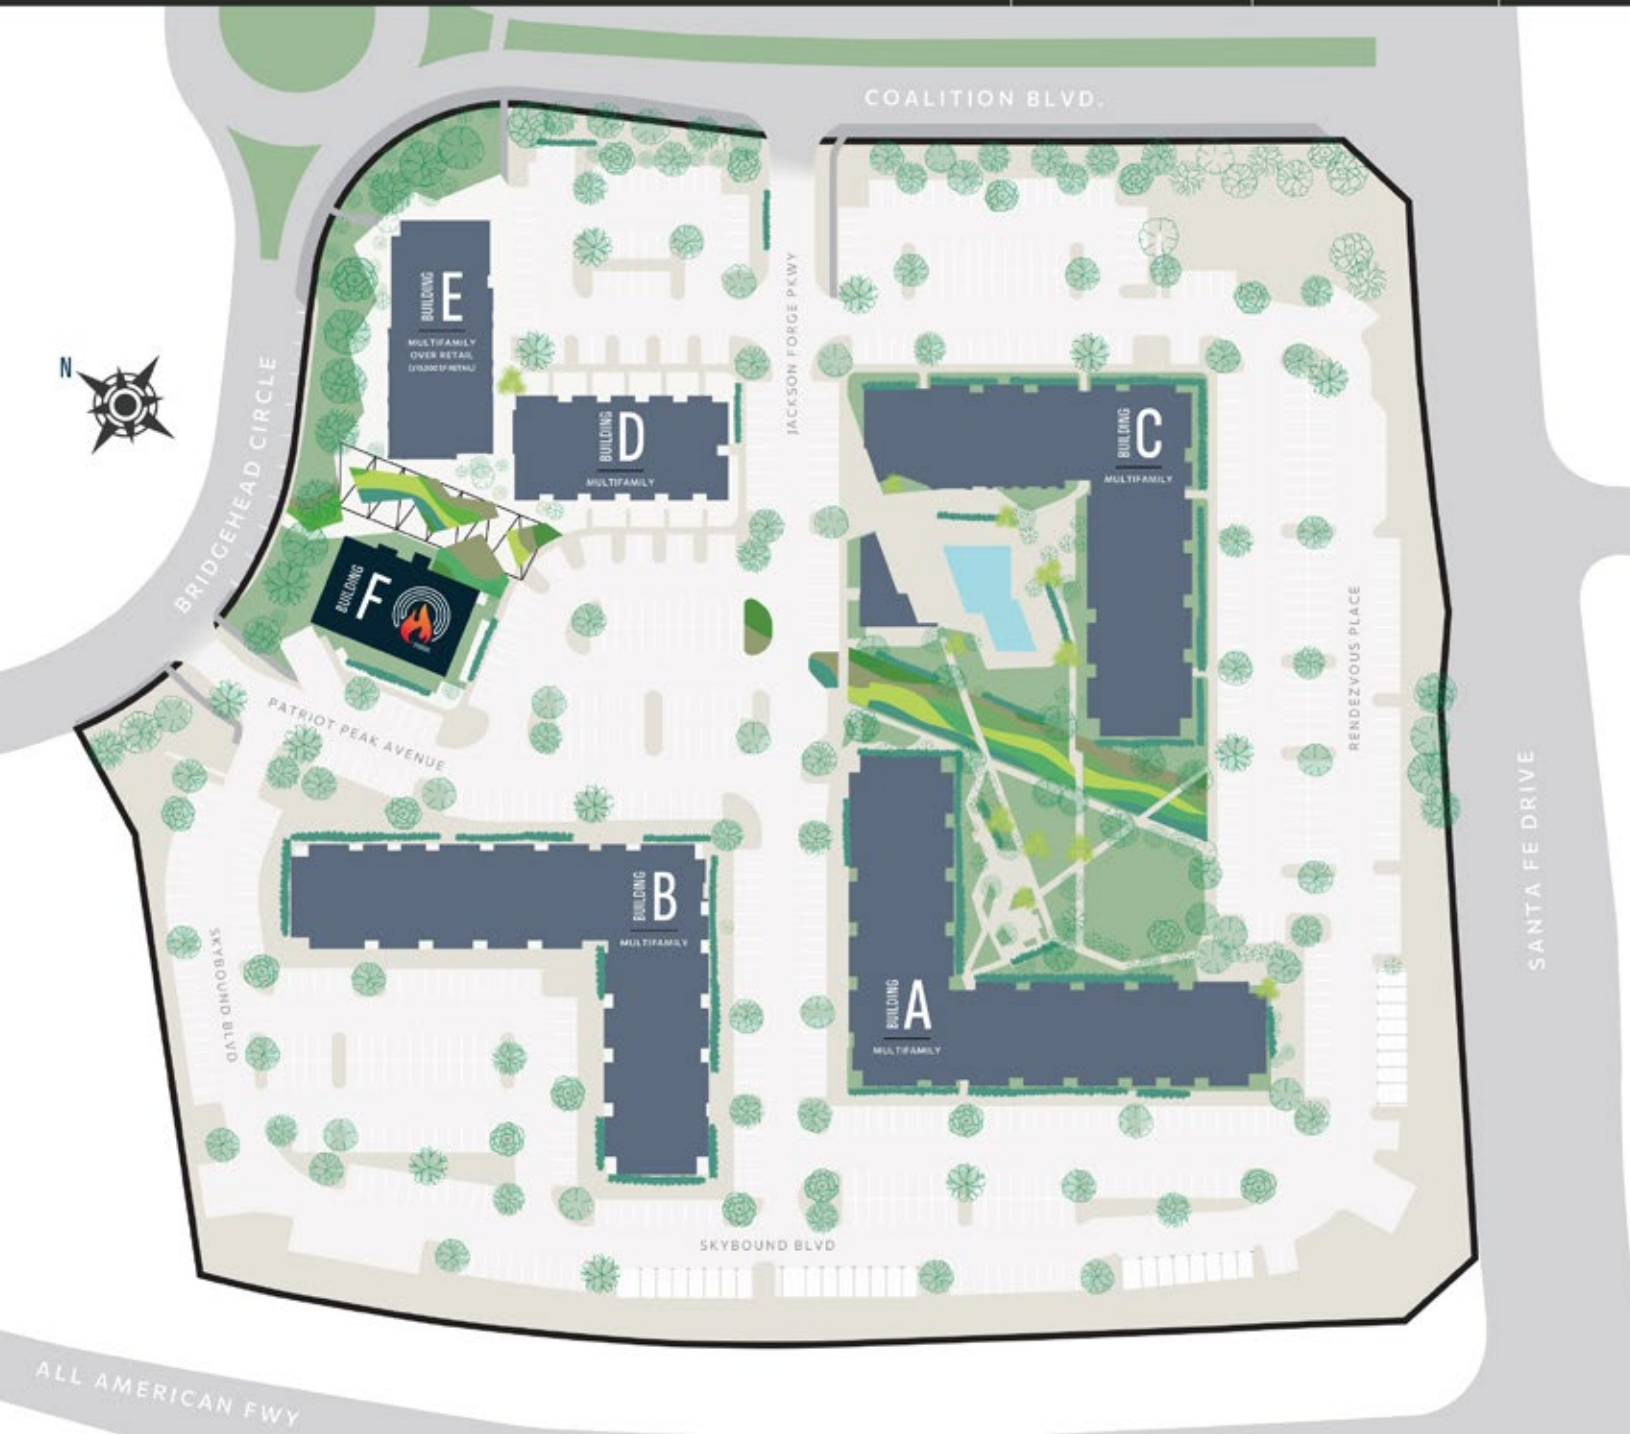 COALITION BLVD.
BUILDING E
MULTIFAMILY
OVER RETAIL
JACKSON FORGE PKWY
N
BRIDGEHEAD CIRCLE
BUILDING D
MULTIFAMILY
BUILDING C
MULTIFAMILY
BUILDING F
RENDEZVOUS PLACE
PATRIOT PEAK AVENUE
SANTA FE DRIVE
BUILDING B
MULTIFAMILY
SKYBOUND BLVD
BUILDING A
MULTIFAMILY
SKYBOUND BLVD
ALL AMERICAN FWY